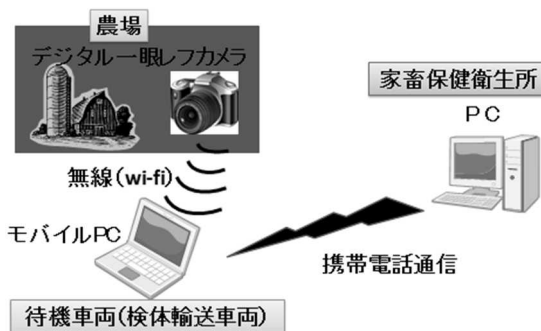 農場
デジタル一眼レフカメラ
家畜保健衛生所
PC
無線(wi-fi)
モバイルPC
携帯電話通信
待機車両(検体輸送車両)